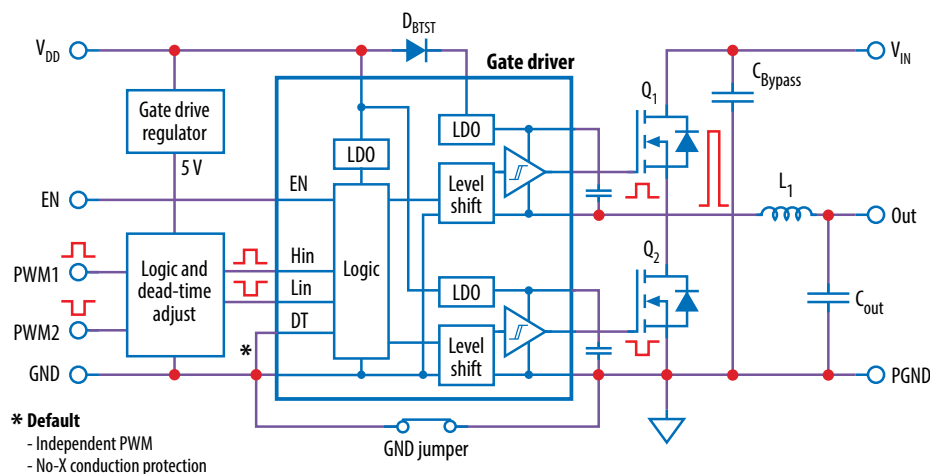 D_BTST
V_DD
V_IN
Gate driver
Q_1
C_Bypass
Gate drive
regulator
LDO
LDO
5 V
EN
EN
Level
shift
L_1
Out
Hin
Q_2
PWM1
Logic and
dead-time
adjust
Logic
Lin
LDO
C_out
DT
PWM2
*
Level
shift
GND
PGND
* Default
- Independent PWM
- No-X conduction protection
GND jumper